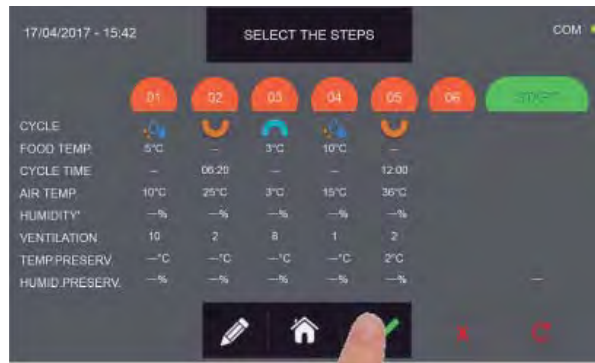 17/04/2017 - 15:42
SELECT THE STEPS
COM
01 02 03 04 05 06 START
CYCLE
FOOD TEMP. 5°C – 3°C 10°C –
CYCLE TIME – 06:20 – – 12:00
AIR TEMP 10°C 25°C 3°C 15°C 36°C
HUMIDITY* ---% ---% ---% ---% ---%
VENTILATION 10 2 8 1 2
TEMP.PRESERV. ---°C ---°C ---°C ---°C 2°C
HUMID.PRESERV. ---% ---% ---% ---% ---% ---